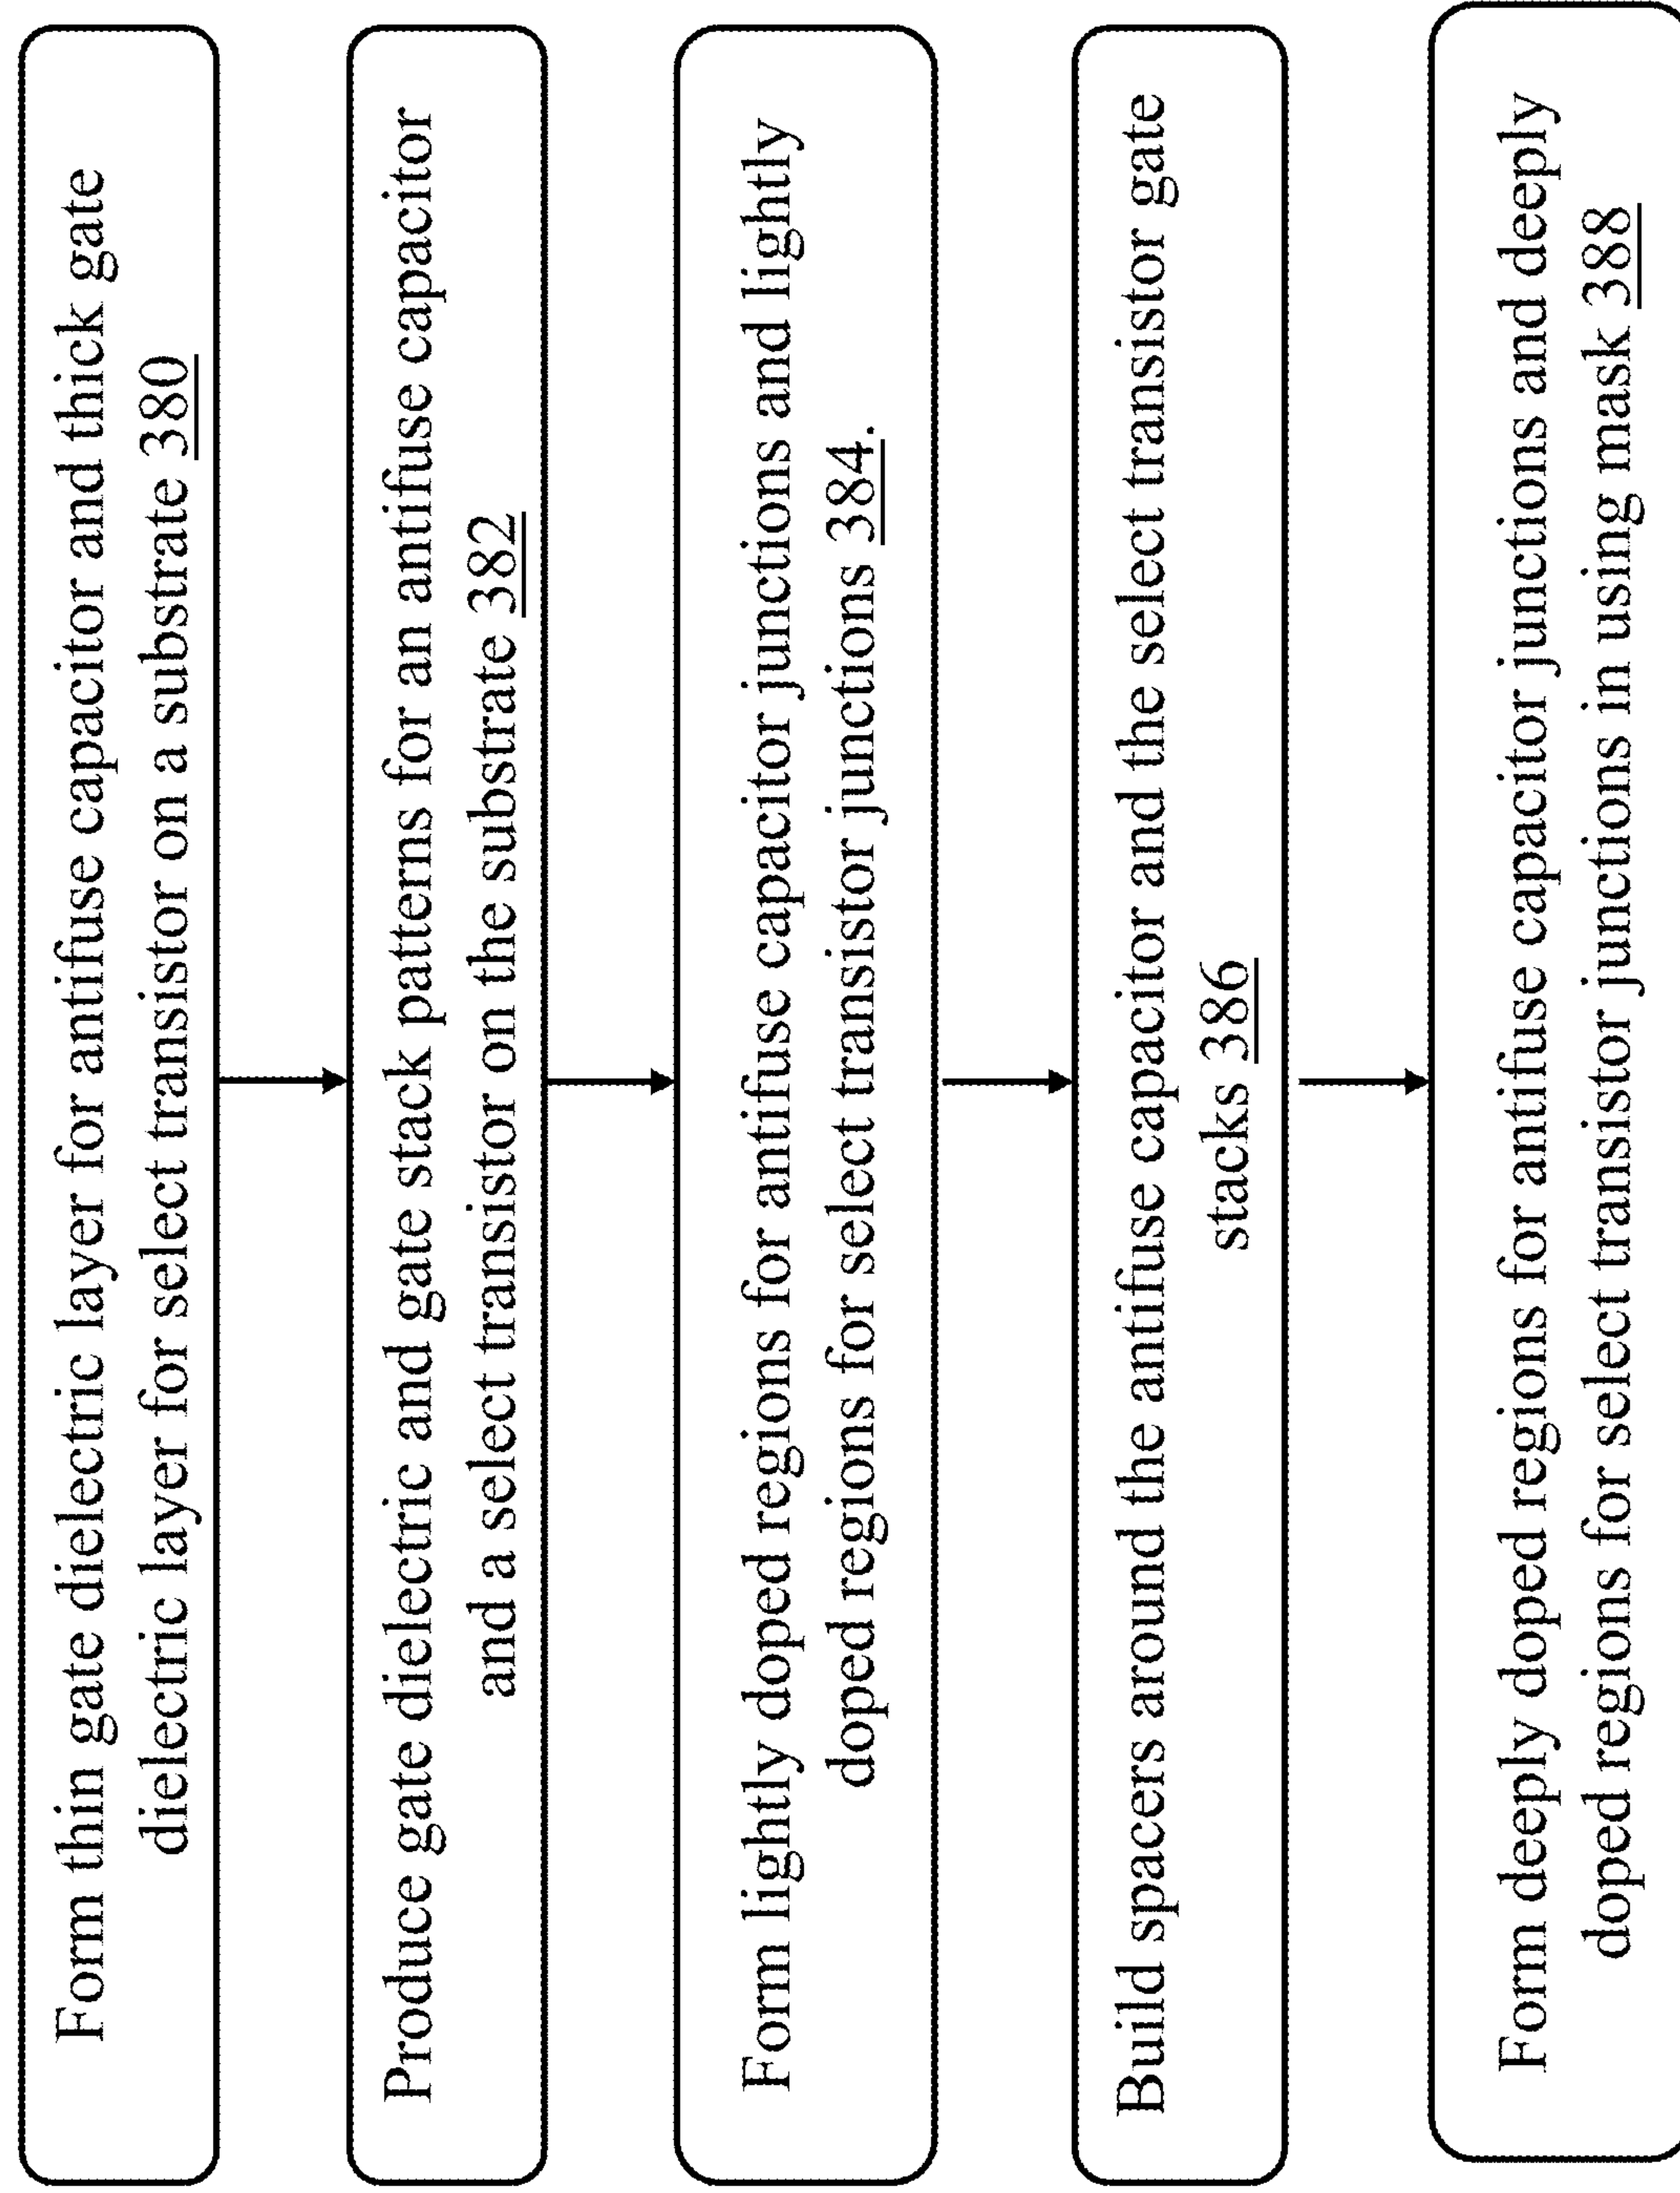 Form thin gate dielectric layer for antifuse capacitor and thick gate
dielectric layer for select transistor on a substrate 380
Produce gate dielectric and gate stack patterns for an antifuse capacitor
and a select transistor on the substrate 382
Form lightly doped regions for antifuse capacitor junctions and lightly
doped regions for select transistor junctions 384.
Build spacers around the antifuse capacitor and the select transistor gate
stacks 386
Form deeply doped regions for antifuse capacitor junctions and deeply
doped regions for select transistor junctions in using mask 388